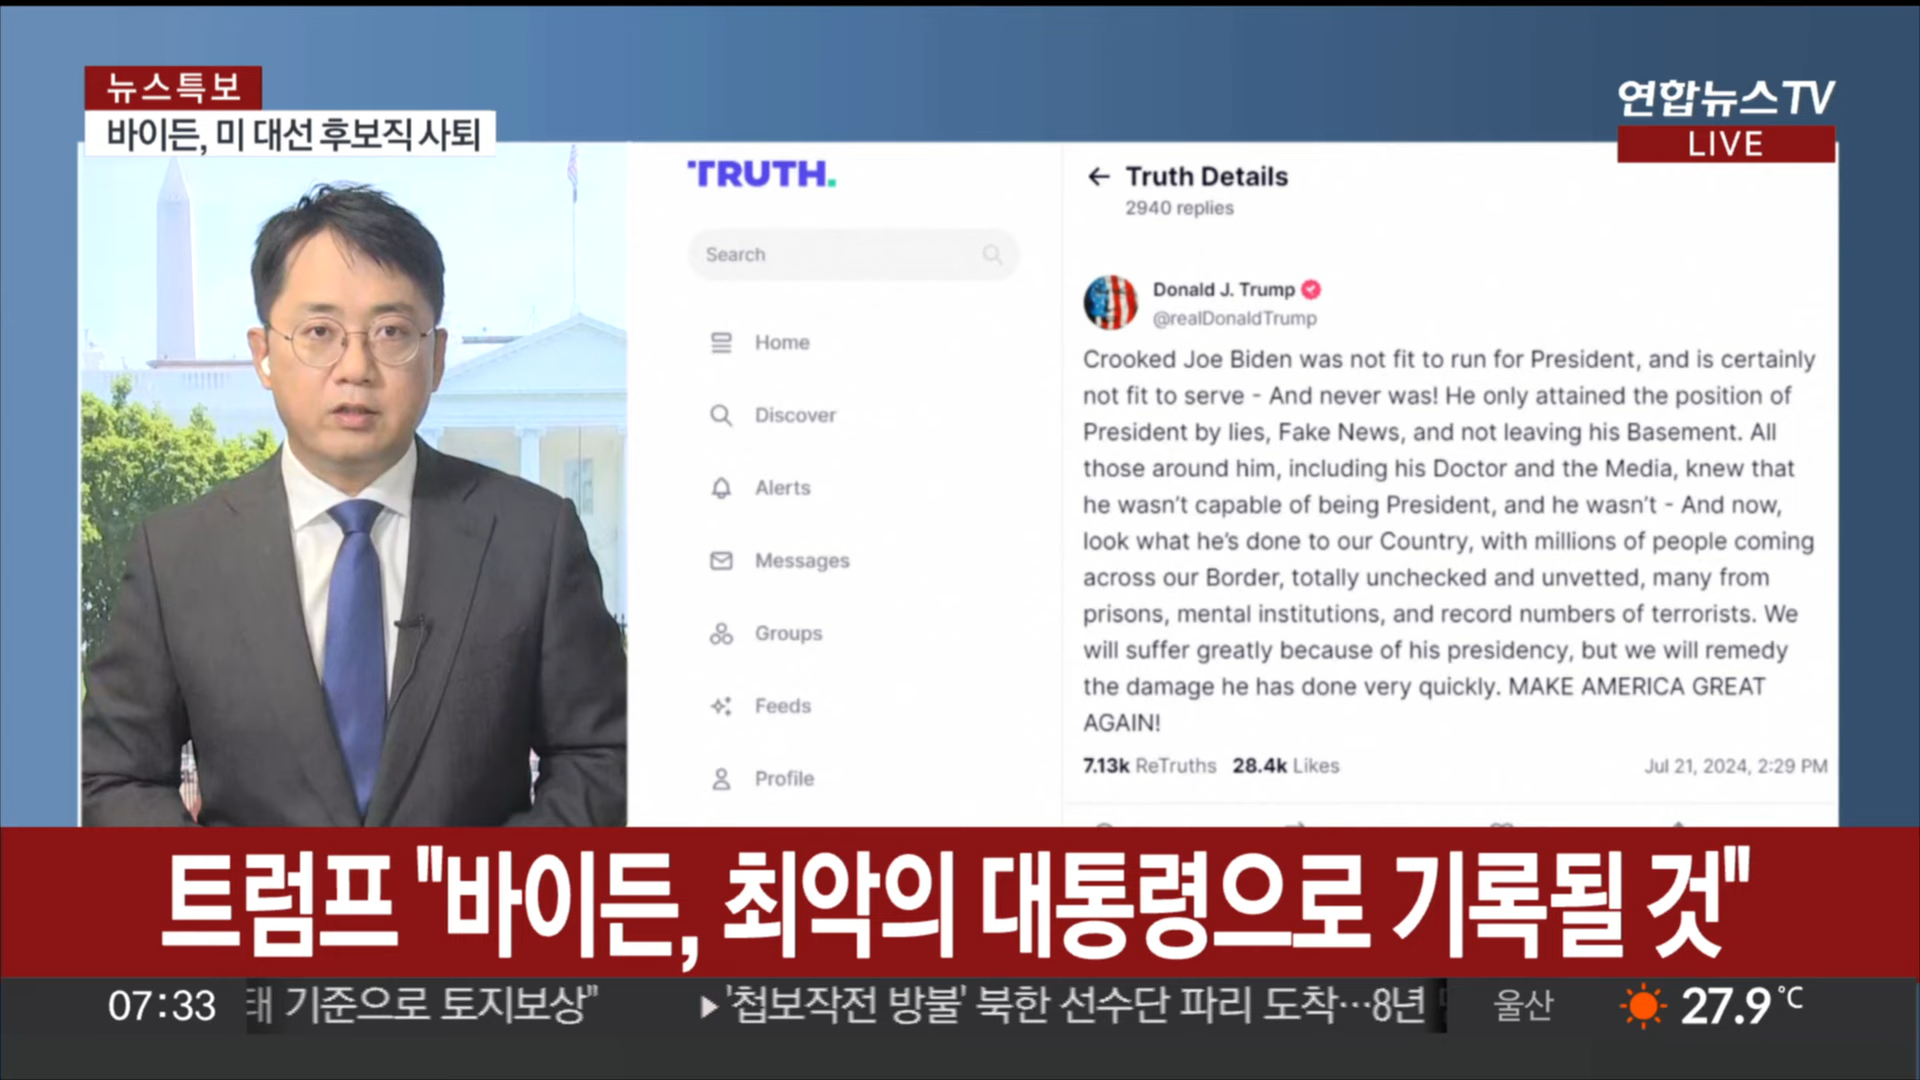 뉴스특보
바이든, 미 대선 후보직 사퇴
연합뉴스TV
LIVE
TRUTH.
Search
Home
Discover
Alerts
Messages
Groups
Feeds
Profile
← Truth Details
2940 replies
Donald J. Trump
@realDonaldTrump
Crooked Joe Biden was not fit to run for President, and is certainly
not fit to serve - And never was! He only attained the position of
President by lies, Fake News, and not leaving his Basement. All
those around him, including his Doctor and the Media, knew that
he wasn't capable of being President, and he wasn't - And now,
look what he's done to our Country, with millions of people coming
across our Border, totally unchecked and unvetted, many from
prisons, mental institutions, and record numbers of terrorists. We
will suffer greatly because of his presidency, but we will remedy
the damage he has done very quickly. MAKE AMERICA GREAT
AGAIN!
7.13k ReTruths 28.4k Likes Jul 21, 2024, 2:29 PM
트럼프 "바이든, 최악의 대통령으로 기록될 것"
07:33 기준으로 토지보상" ▶'첩보작전 방불' 북한 선수단 파리 도착…8년 울산 27.9℃